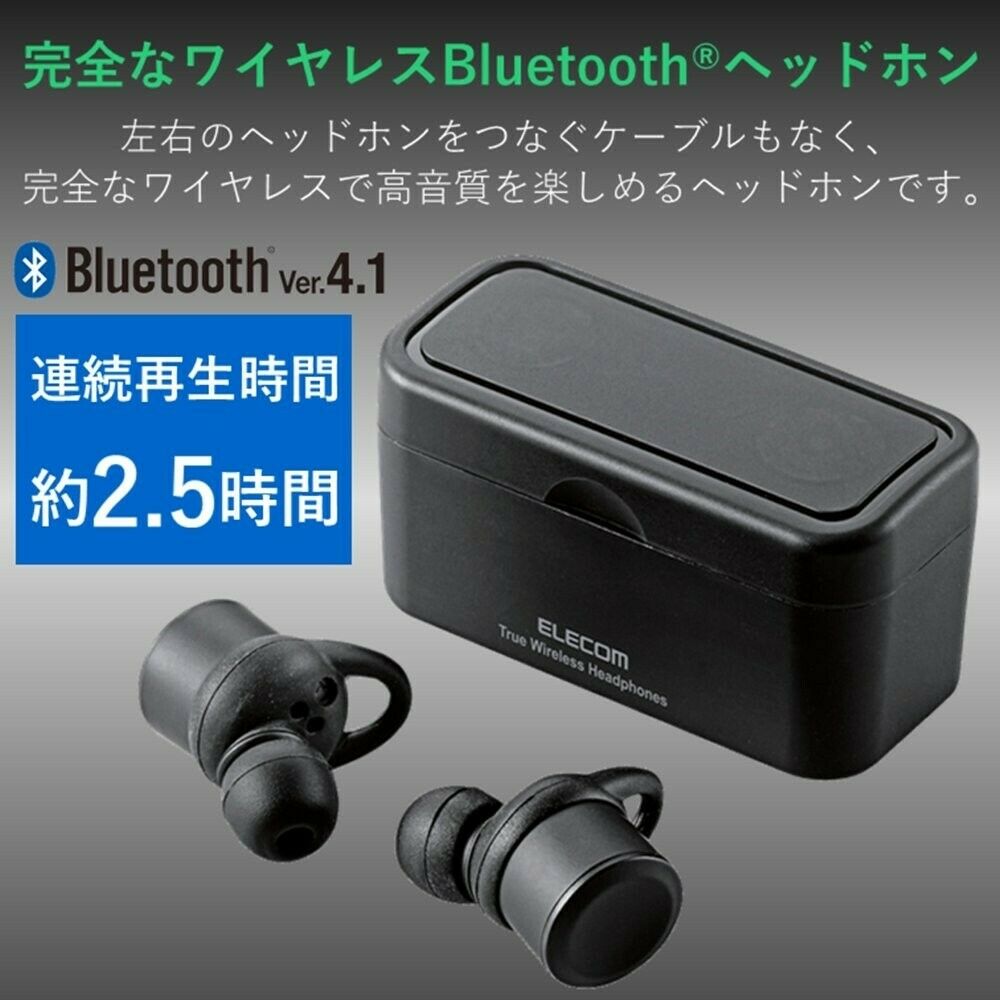 完全なワイヤレスBluetooth®ヘッドホン
左右のヘッドホンをつなぐケーブルもなく、
完全なワイヤレスで高音質を楽しめるヘッドホンです。
Bluetooth® Ver.4.1
連続再生時間
約2.5時間
ELECOM
True Wireless Headphones